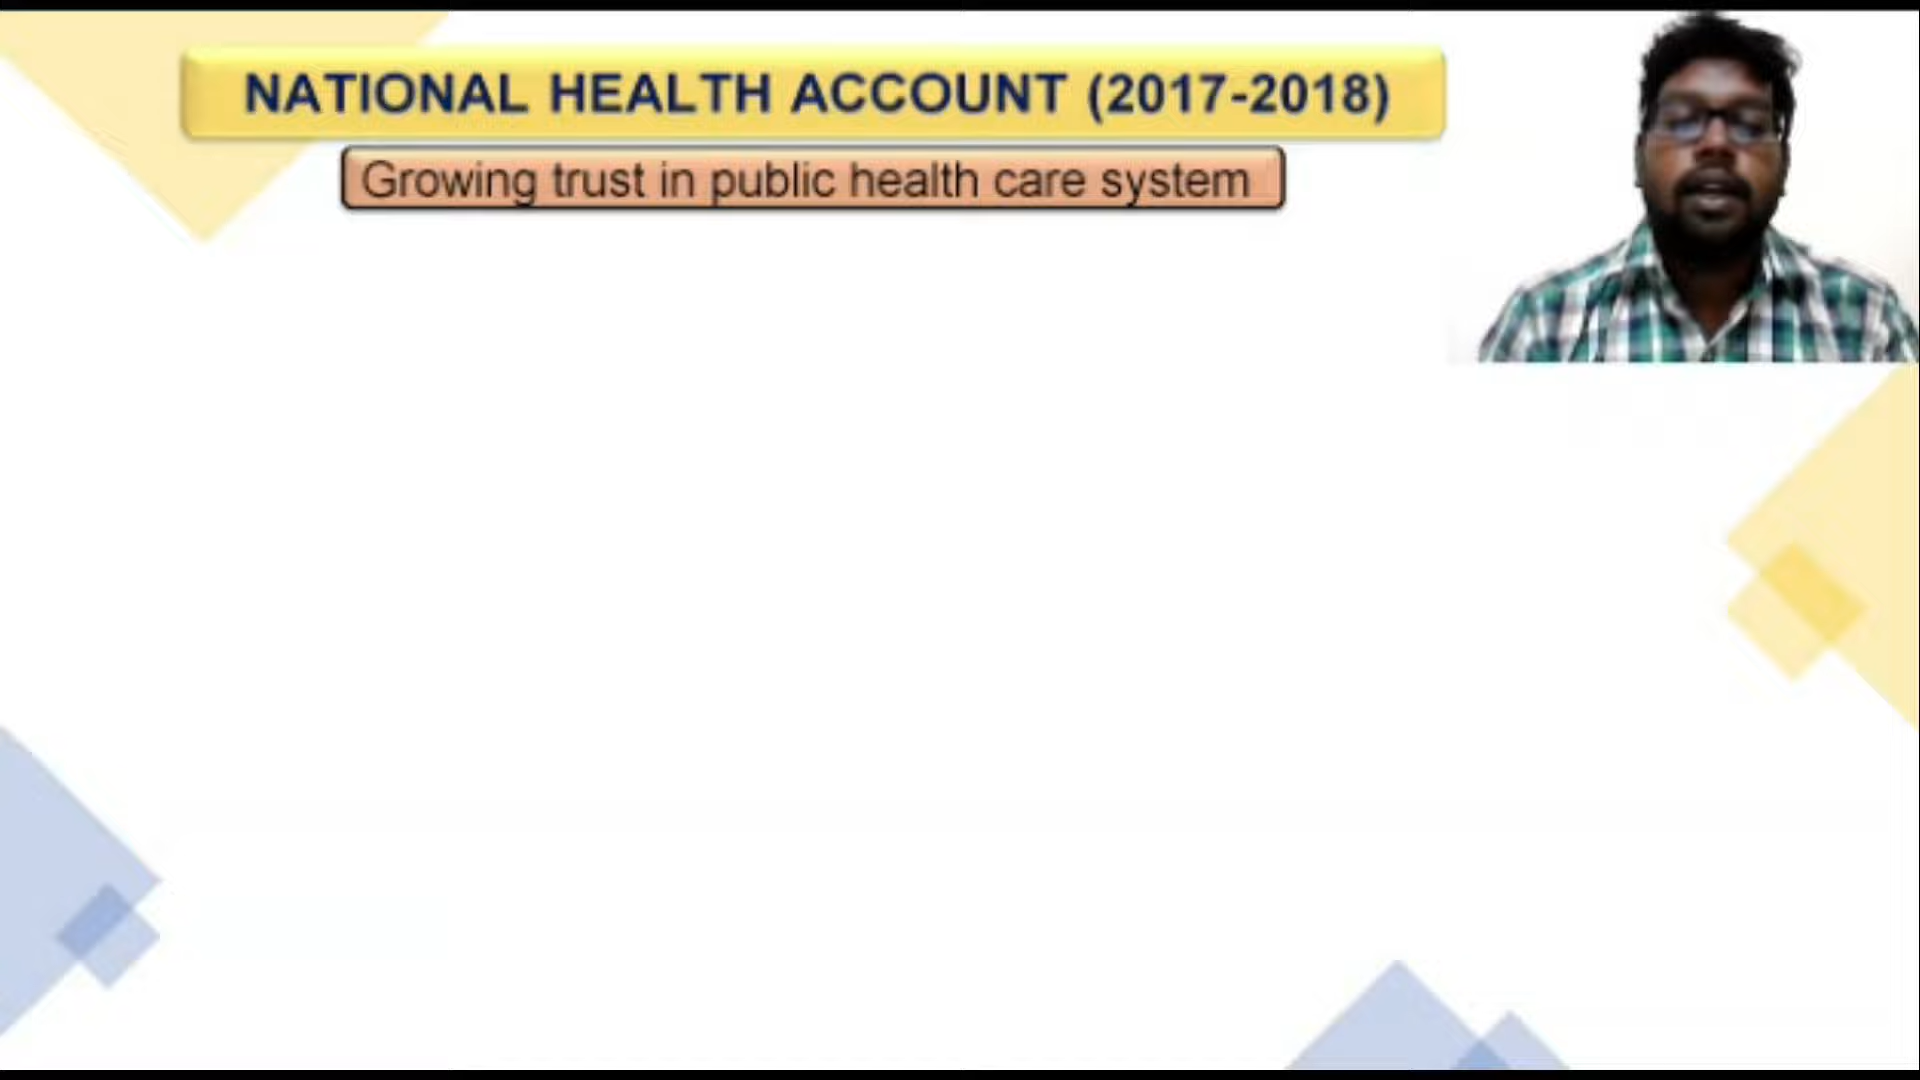 NATIONAL HEALTH ACCOUNT (2017-2018)
Growing trust in public health care system